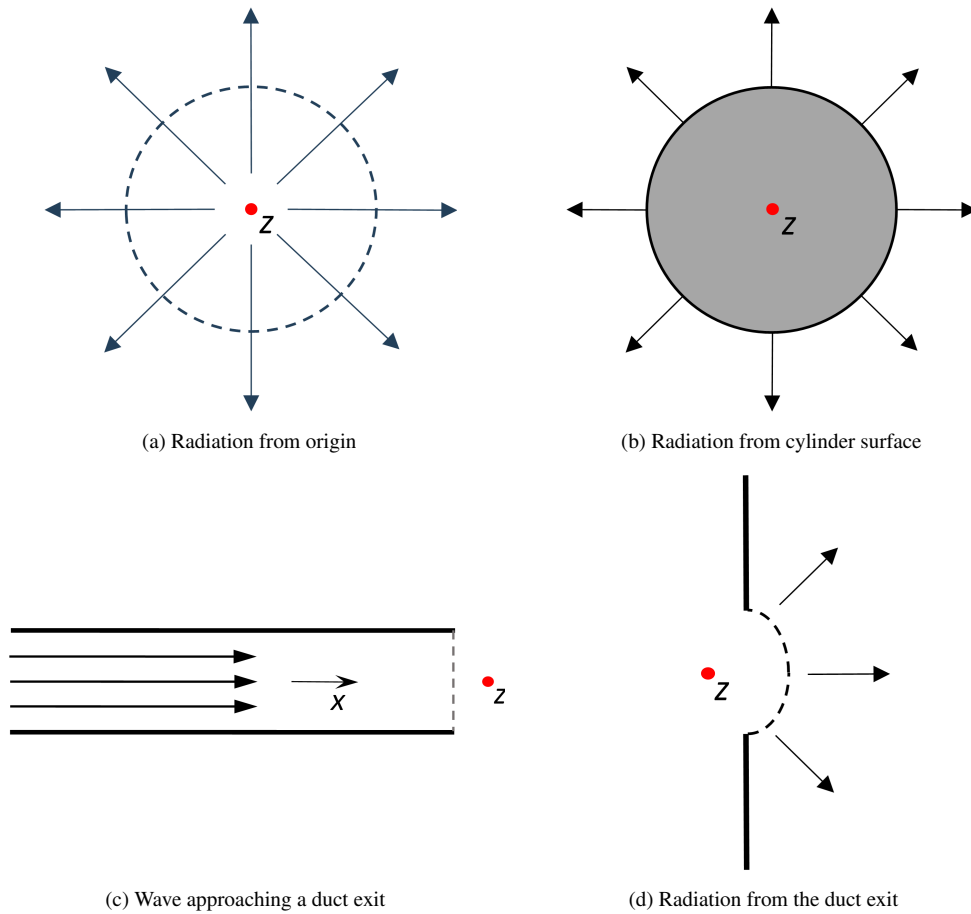 z
z
(a) Radiation from origin
(b) Radiation from cylinder surface
x
z
z
(c) Wave approaching a duct exit
(d) Radiation from the duct exit